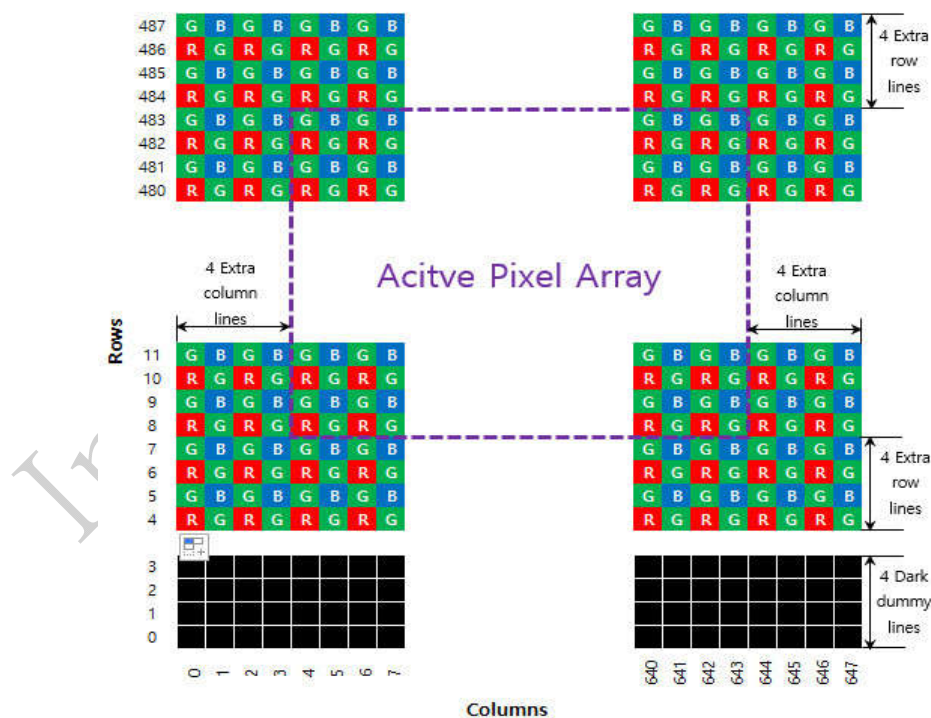 487 G B G B G B G B G B G B G B G B
486 R G R G R G R G R G R G R G R G
485 G B G B G B G B G B G B G B G B
484 R G R G R G R G R G R G R G R G
4 Extra
row
lines
483 G B G B G B G B G B G B G B G B
482 R G R G R G R G R G R G R G R G
481 G B G B G B G B G B G B G B G B
480 R G R G R G R G R G R G R G R G
4 Extra
column
lines
Acitve Pixel Array
4 Extra
column
lines
Rows
11 G B G B G B G B G B G B G B G B
10 R G R G R G R G R G R G R G R G
9 G B G B G B G B G B G B G B G B
8 R G R G R G R G R G R G R G R G
7 G B G B G B G B G B G B G B G B
6 R G R G R G R G R G R G R G R G
5 G B G B G B G B G B G B G B G B
4 R G R G R G R G R G R G R G R G
4 Extra
row
lines
3
2
1
0
4 Dark
dummy
lines
0 1 2 3 4 5 6 7 640 641 642 643 644 645 646 647
Columns